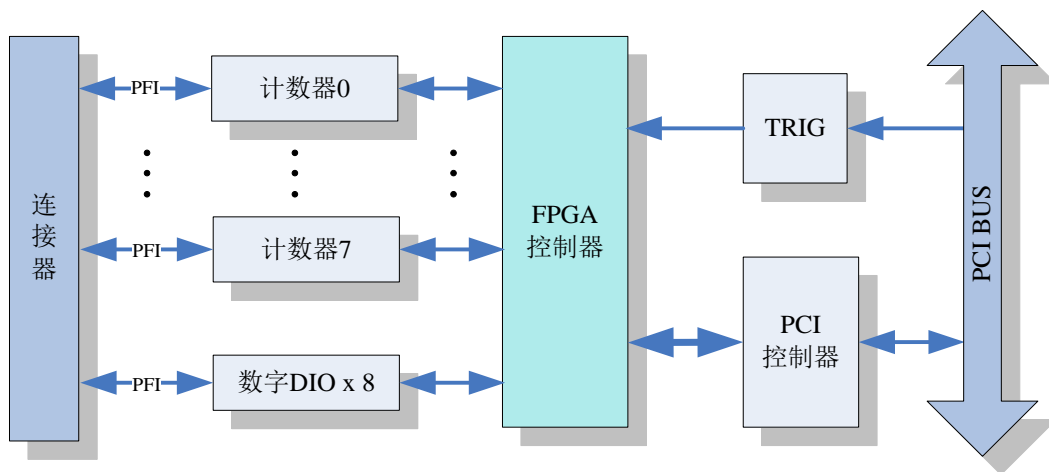 连
接
器
PFI
计数器0
PFI
计数器7
PFI
数字DIO x 8
FPGA
控制器
TRIG
PCI
控制器
PCI BUS